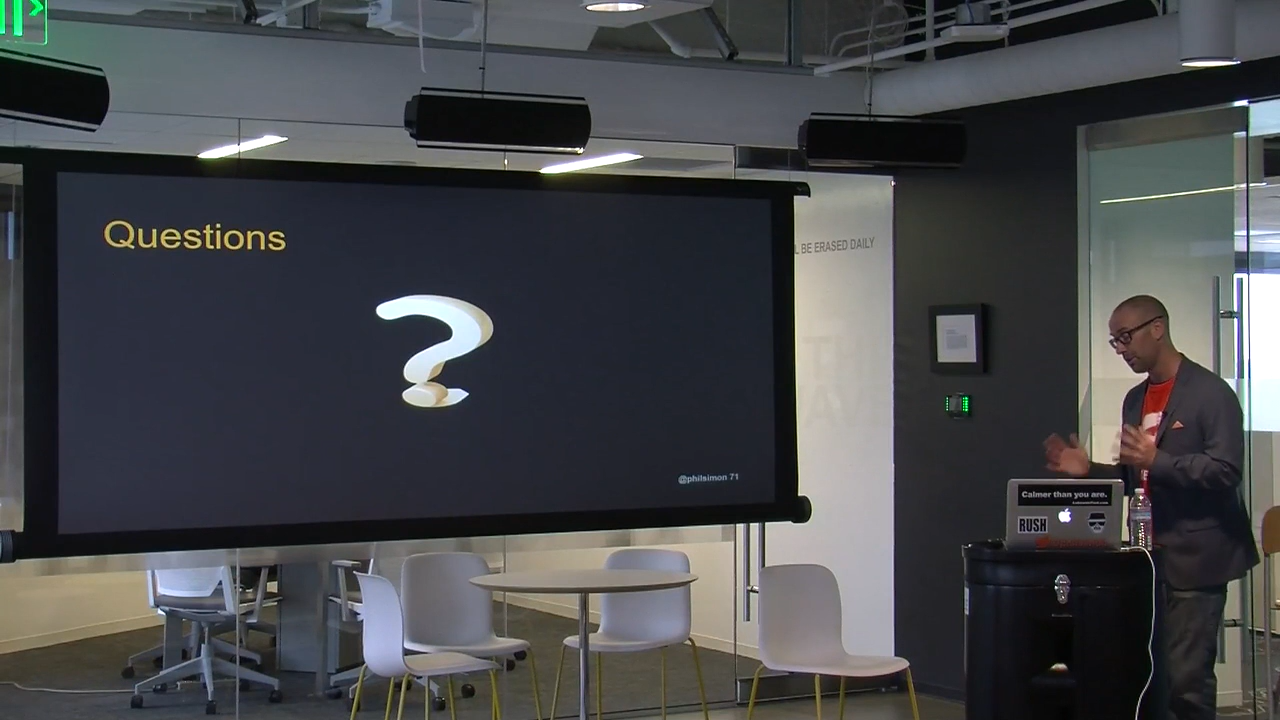 Questions
?
@philsimon 71
L BE ERASED DAILY
Calmer than you are.
RUSH